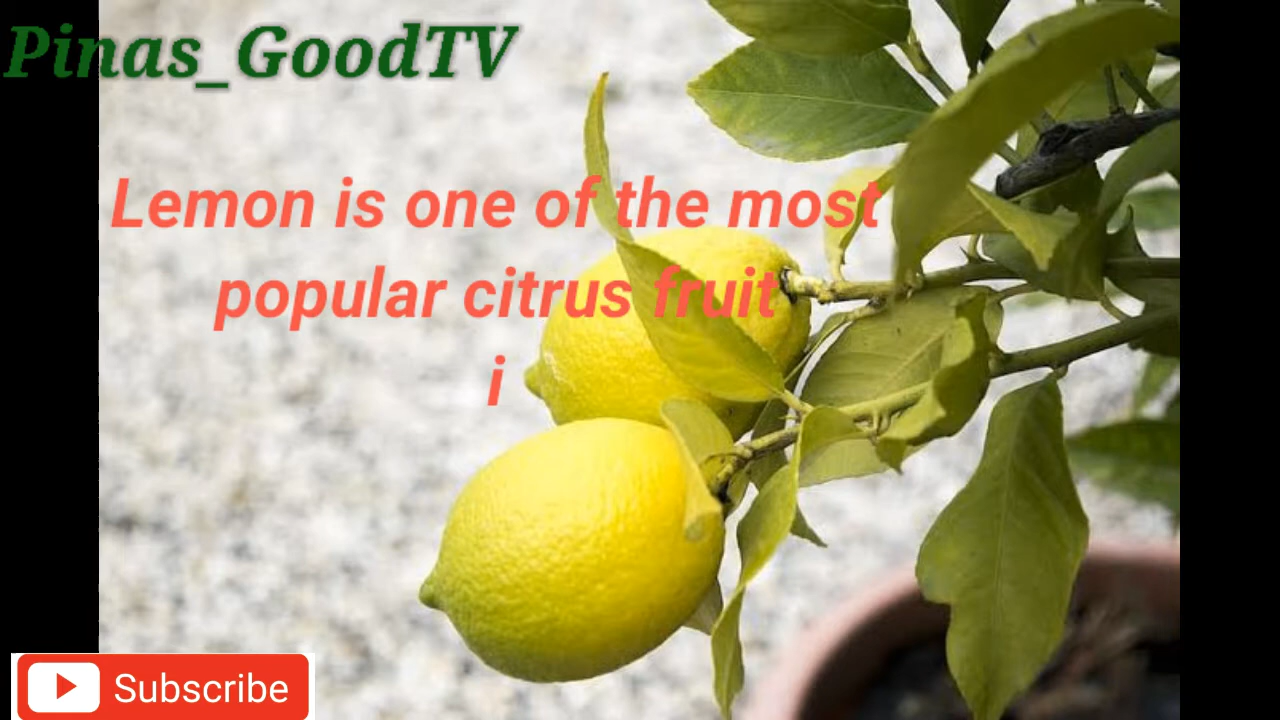 Pinas_GoodTV
Lemon is one of the most
popular citrus fruit
i
Subscribe